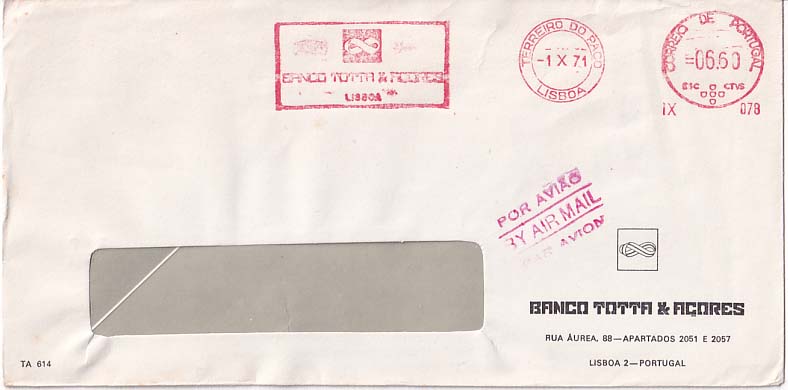 BANCO TOTTA & AÇORES
LISBOA
TERREIRO DO PAÇO
-1 X 71
LISBOA
CORREIO DE PORTUGAL
=06.60
ESC CTVS
IX 078
POR AVIÃO
BY AIR MAIL
PAR AVION
BANCO TOTTA & AÇORES
RUA ÁUREA, 88—APARTADOS 2051 E 2057
LISBOA 2—PORTUGAL
TA 614